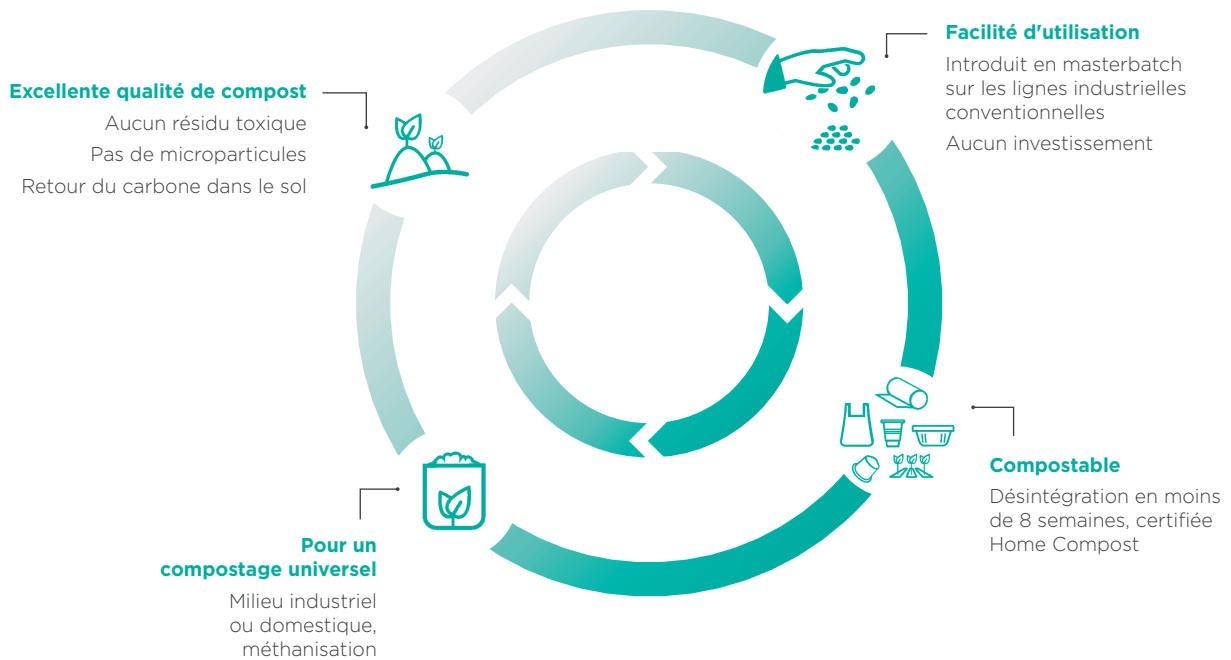 Facilité d'utilisation
Introduit en masterbatch
sur les lignes industrielles
conventionnelles
Aucun investissement
Excellente qualité de compost
Aucun résidu toxique
Pas de microparticules
Retour du carbone dans le sol
Compostable
Désintégration en moins
de 8 semaines, certifiée
Home Compost
Pour un
compostage universel
Milieu industriel
ou domestique,
méthanisation